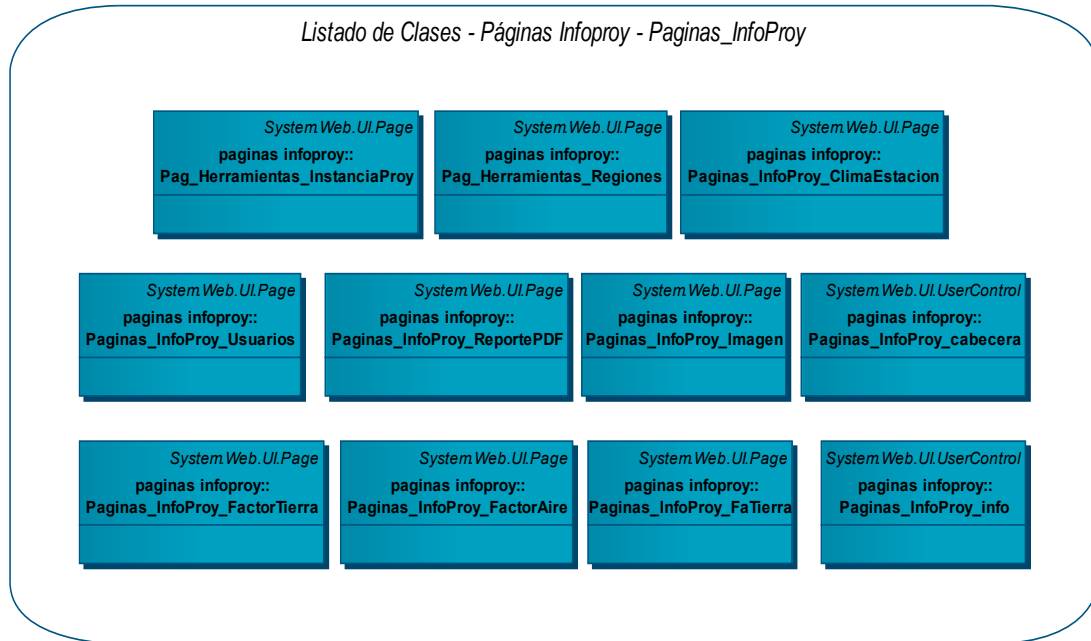 Listado de Clases - Páginas Infoproy - Paginas_InfoProy
System.Web.UI.Page
paginas infoproy::
Pag_Herramientas_InstanciaProy
System.Web.UI.Page
paginas infoproy::
Pag_Herramientas_Regiones
System.Web.UI.Page
paginas infoproy::
Paginas_InfoProy_ClimaEstacion
System.Web.UI.Page
paginas infoproy::
Paginas_InfoProy_Usuarios
System.Web.UI.Page
paginas infoproy::
Paginas_InfoProy_ReportePDF
System.Web.UI.Page
paginas infoproy::
Paginas_InfoProy_Imagen
System.Web.UI.UserControl
paginas infoproy::
Paginas_InfoProy_cabecera
System.Web.UI.Page
paginas infoproy::
Paginas_InfoProy_FactorTierra
System.Web.UI.Page
paginas infoproy::
Paginas_InfoProy_FactorAire
System.Web.UI.Page
paginas infoproy::
Paginas_InfoProy_FaTierra
System.Web.UI.UserControl
paginas infoproy::
Paginas_InfoProy_info